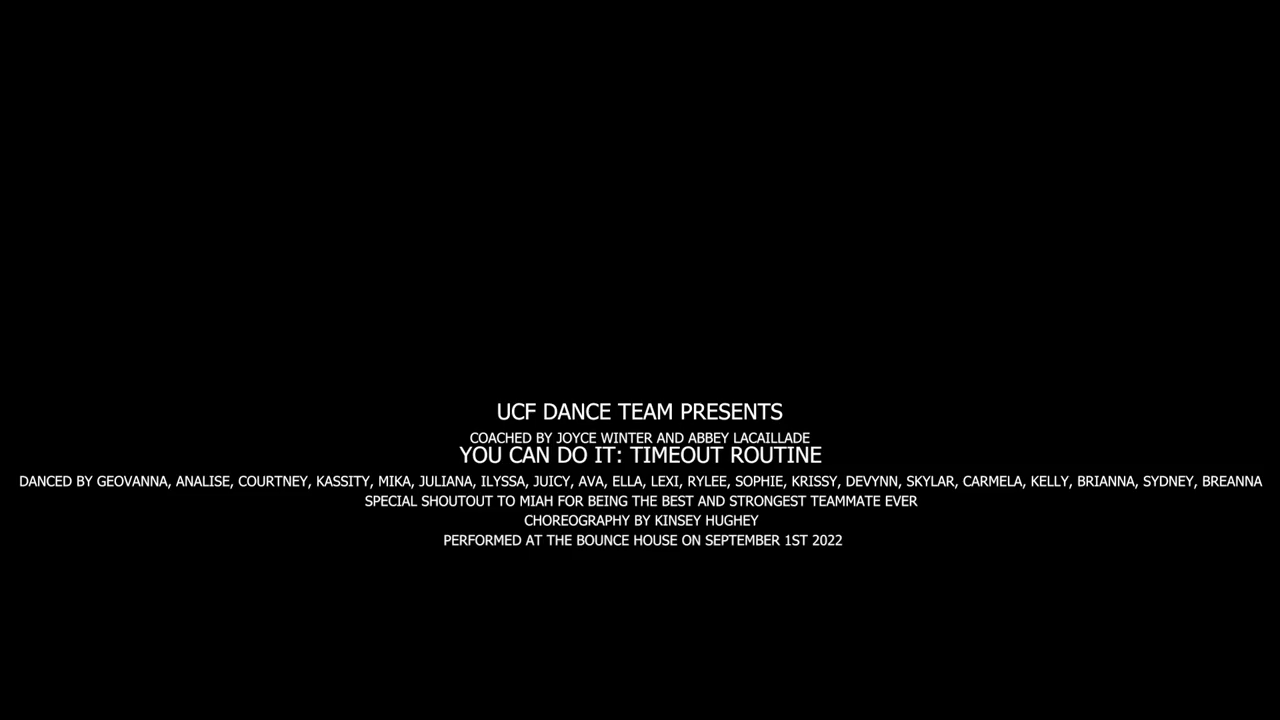 UCF DANCE TEAM PRESENTS
COACHED BY JOYCE WINTER AND ABBEY LACAILLADE
YOU CAN DO IT: TIMEOUT ROUTINE
DANCED BY GEOVANNA, ANALISE, COURTNEY, KASSITY, MIKA, JULIANA, ILYSSA, JUICY, AVA, ELLA, LEXI, RYLEE, SOPHIE, KRISSY, DEVYNN, SKYLAR, CARMELA, KELLY, BRIANNA, SYDNEY, BREANNA
SPECIAL SHOUTOUT TO MIAH FOR BEING THE BEST AND STRONGEST TEAMMATE EVER
CHOREOGRAPHY BY KINSEY HUGHEY
PERFORMED AT THE BOUNCE HOUSE ON SEPTEMBER 1ST 2022